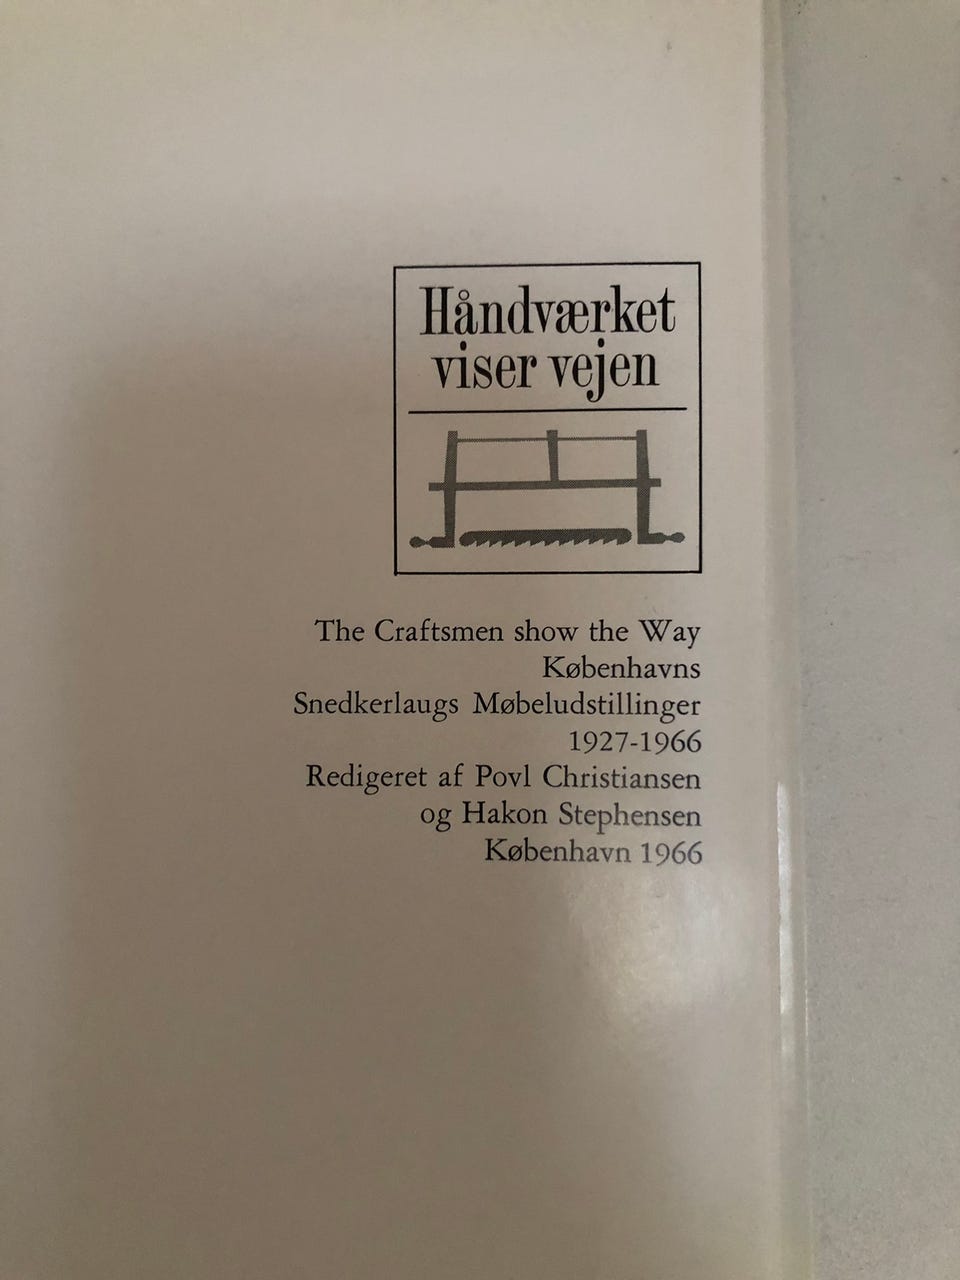 Håndværket
viser vejen
The Craftsmen show the Way
Københavns
Snedkerlaugs Møbeludstillinger
1927-1966
Redigeret af Povl Christiansen
og Hakon Stephensen
København 1966